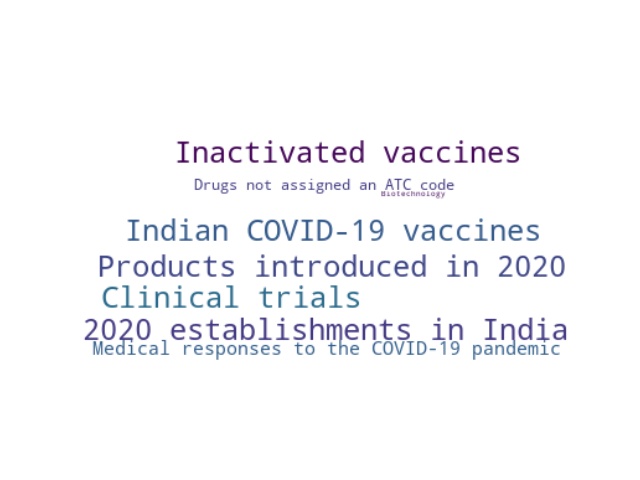 Inactivated vaccines
Drugs not assigned an ATC code
Biotechnology
Indian COVID-19 vaccines
Products introduced in 2020
Clinical trials
2020 establishments in India
Medical responses to the COVID-19 pandemic